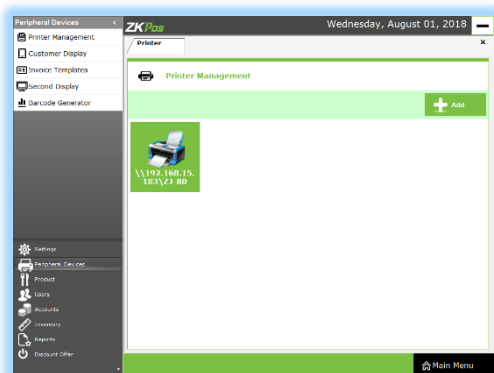 Peripheral Devices
Printer Management
Customer Display
Invoice Templates
Second Display
Barcode Generator
Settings
Peripheral Devices
Product
Users
Accounts
Inventory
Reports
Discount Offer
ZKPos
Wednesday, August 01, 2018
Printer
×
Printer Management
Add
\\192.168.15.
183\ZJ-80
Main Menu